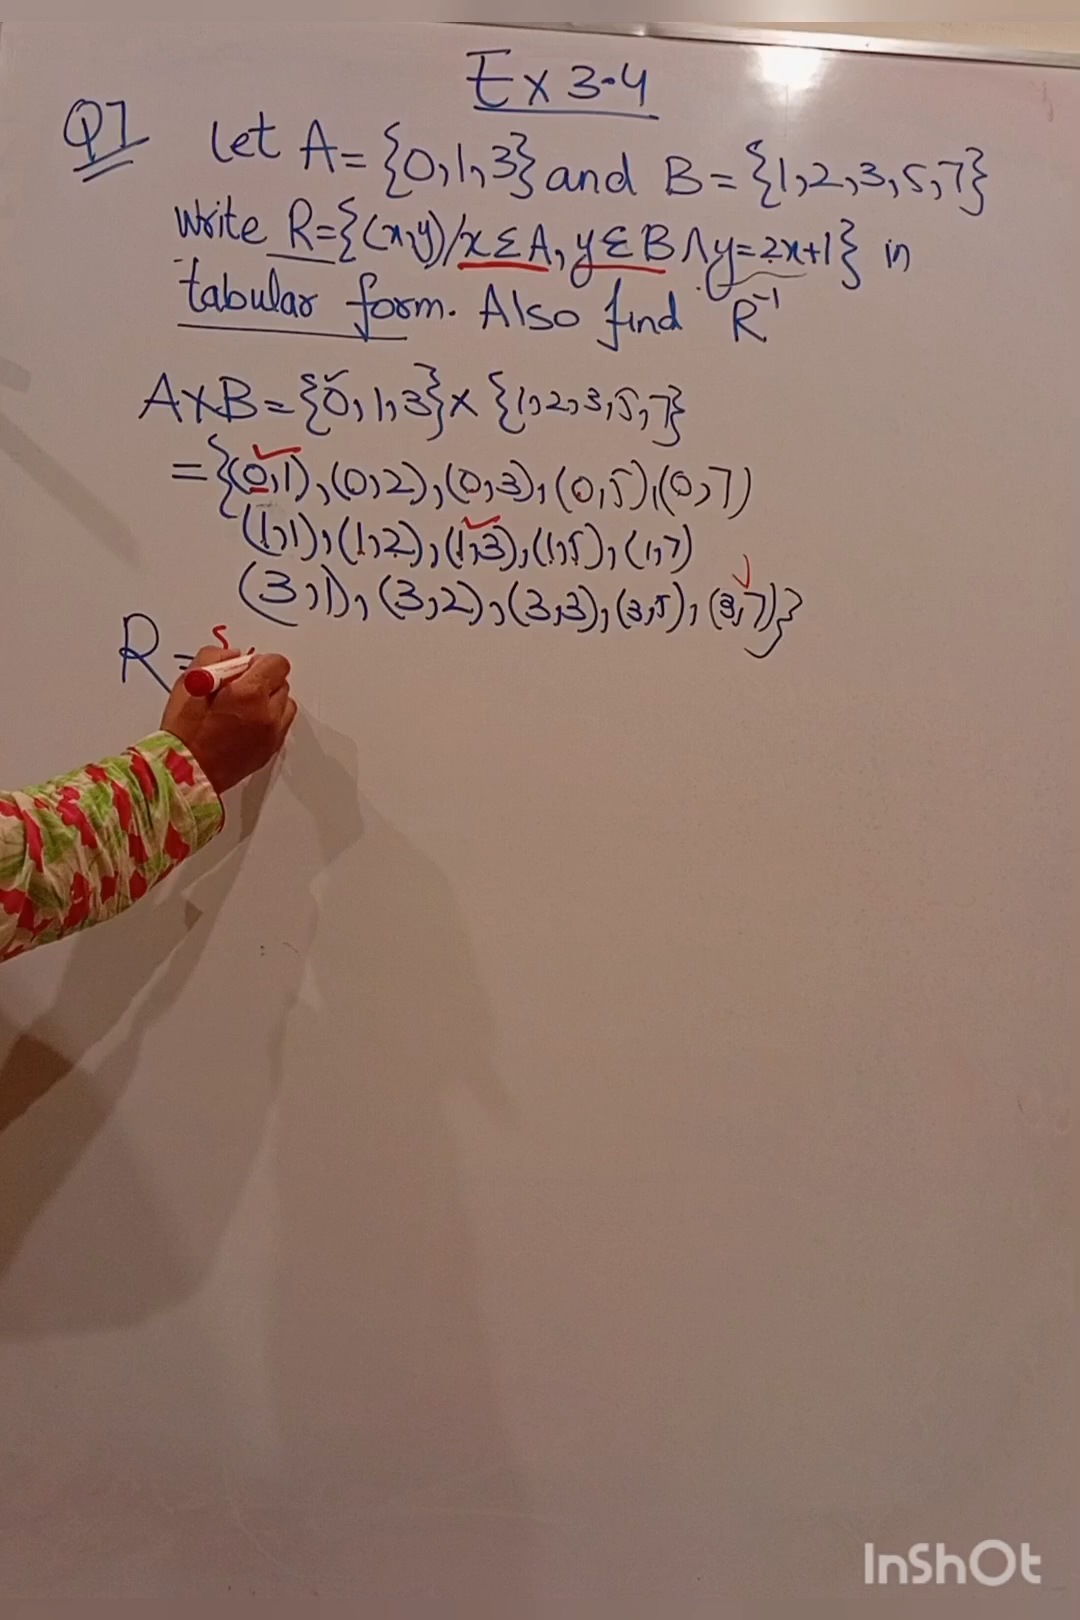 Ex 3.4
Q1 Let A = {0,1,3} and B = {1,2,3,5,7}
Write R={(x,y)/x∈A, y∈B ∧ y=2x+1} in
tabular form. Also find R⁻¹
A×B = {0,1,3} × {1,2,3,5,7}
= {(0,1),(0,2),(0,3),(0,5),(0,7)
(1,1),(1,2),(1,3),(1,5),(1,7)
(3,1),(3,2),(3,3),(3,5),(3,7)}
R =
InShOt